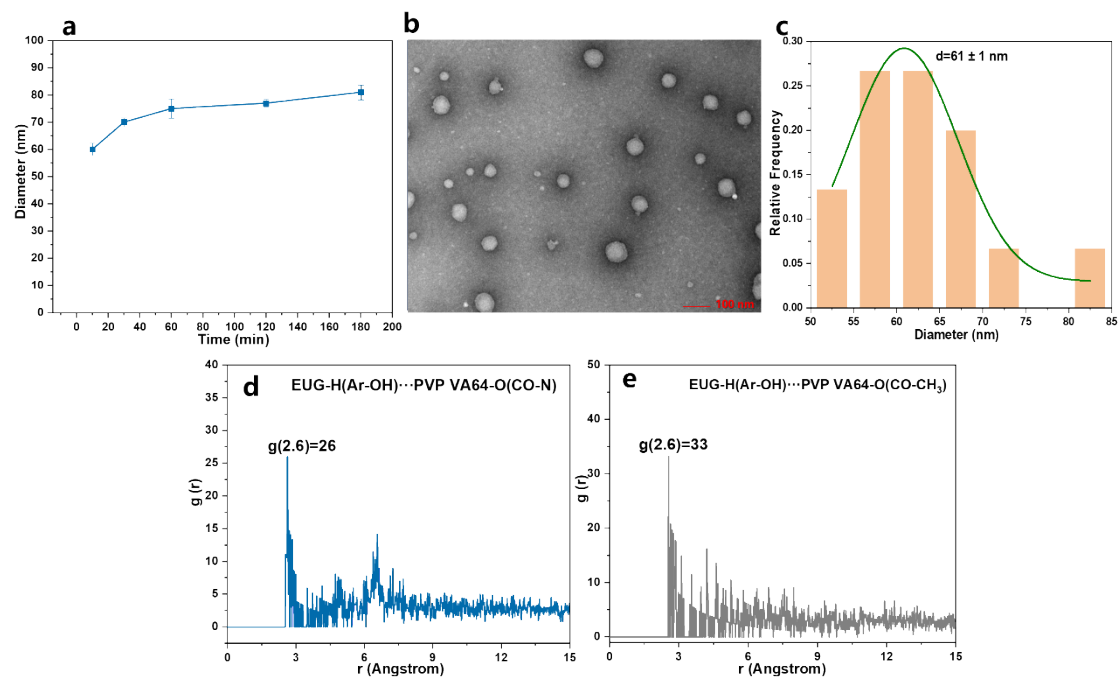 a
100
90
80
70
60
50
40
30
20
10
0
Diameter (nm)
0 20 40 60 80 100 120 140 160 180 200
Time (min)
b
100 nm
c
0.30
0.25
0.20
0.15
0.10
0.05
0.00
Relative Frequency
d=61 ± 1 nm
50 55 60 65 70 75 80 85
Diameter (nm)
d
40
35
30
25
20
15
10
5
0
g (r)
EUG-H(Ar-OH)···PVP VA64-O(CO-N)
g(2.6)=26
0 3 6 9 12 15
r (Angstrom)
e
50
40
30
20
10
0
g (r)
EUG-H(Ar-OH)···PVP VA64-O(CO-CH₃)
g(2.6)=33
0 3 6 9 12 15
r (Angstrom)